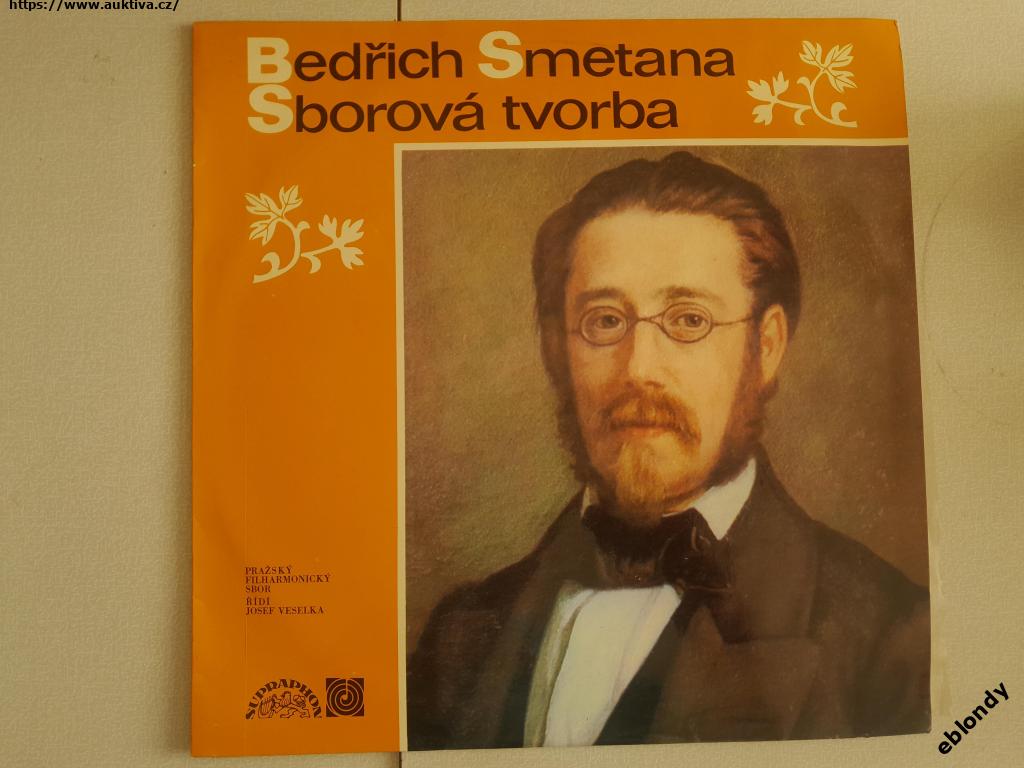 https://www.auktiva.cz/
Bedřich Smetana
Sborová tvorba
PRAŽSKÝ
FILHARMONICKÝ
SBOR
ŘÍDÍ
JOSEF VESELKA
SUPRAPHON
eblondy